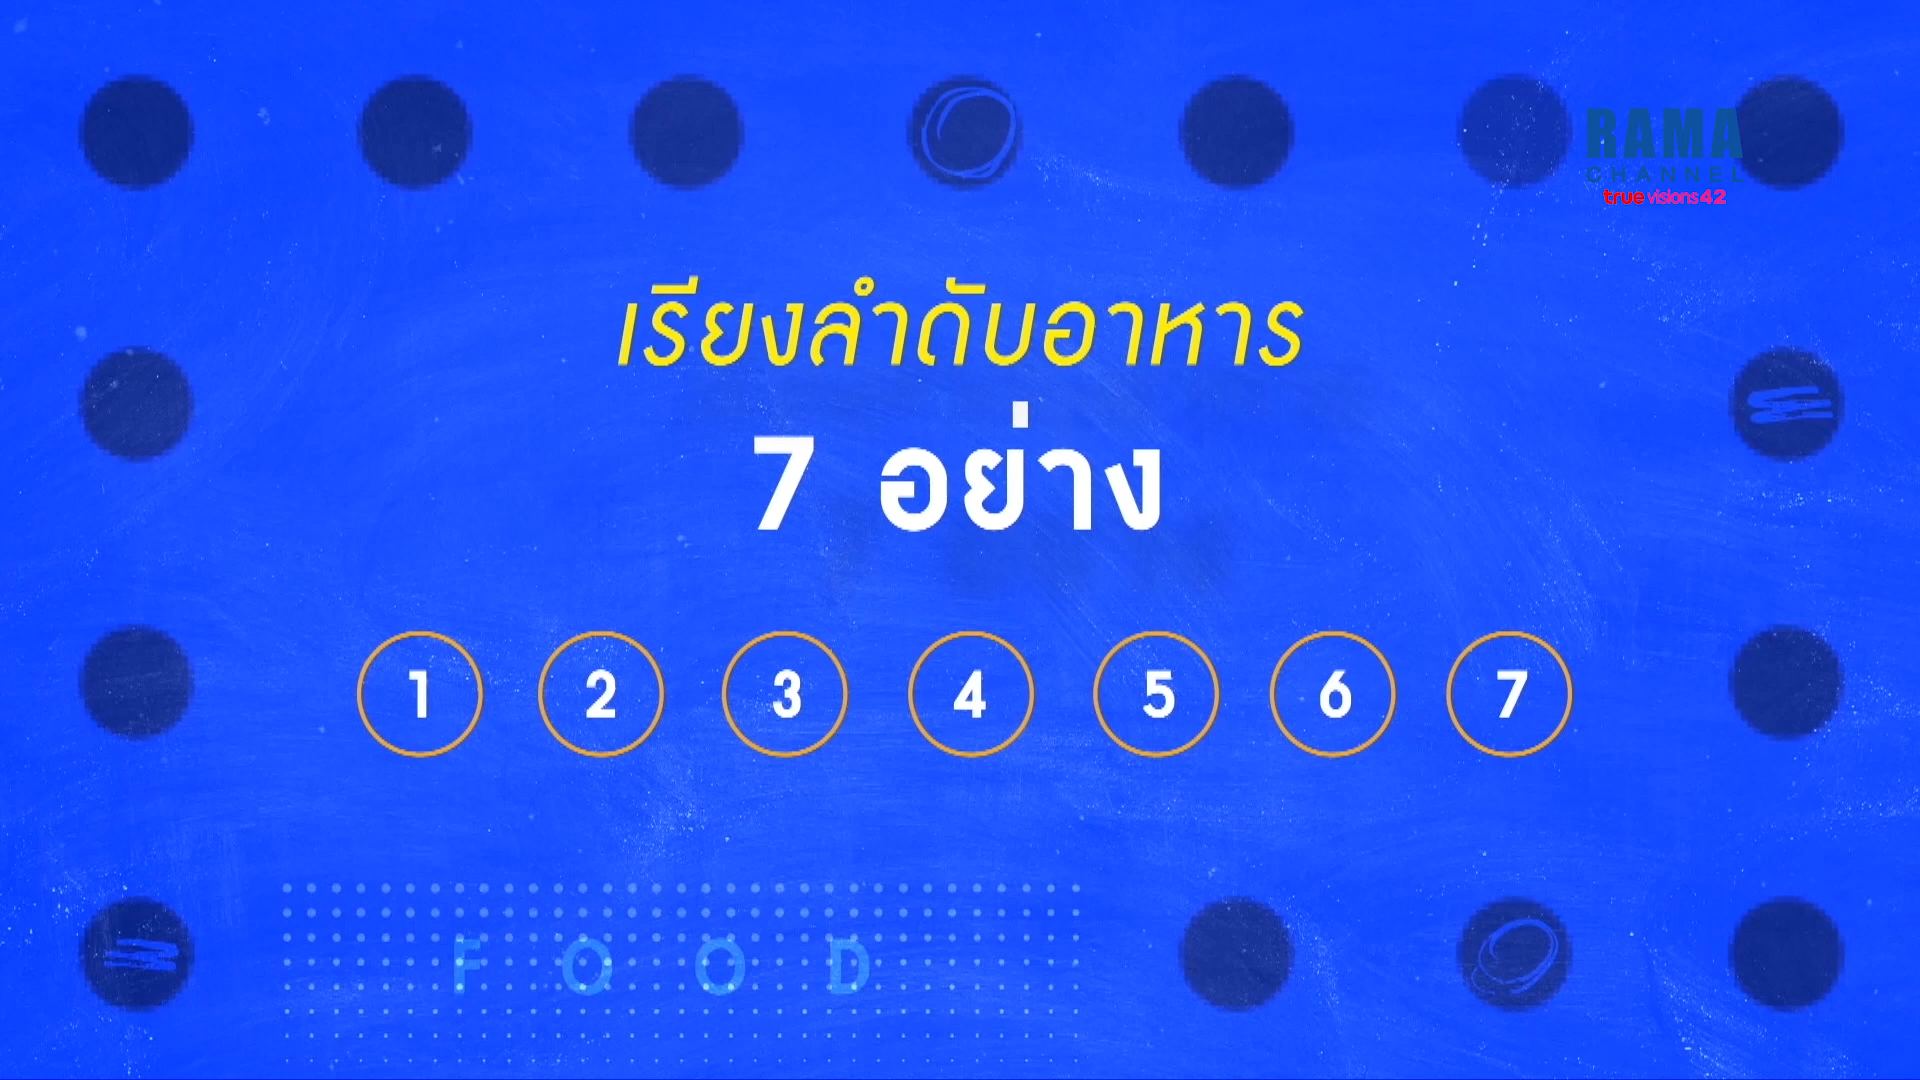 RAMA
CHANNEL
true visions 42
เรียงลำดับอาหาร
7 อย่าง
1 2 3 4 5 6 7
FOOD